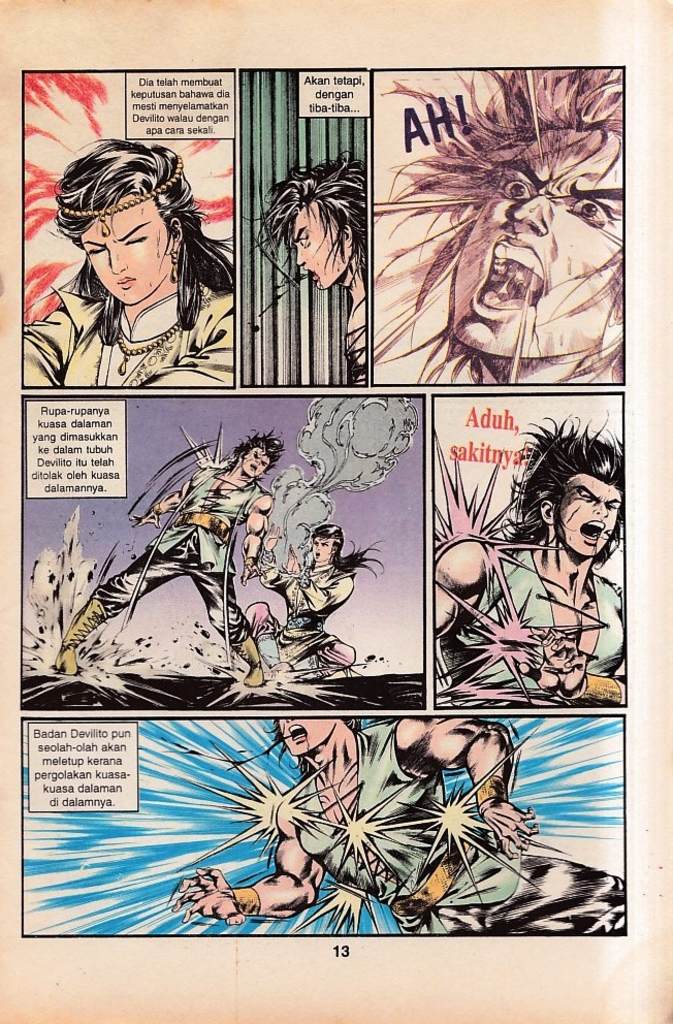 Dia telah membuat
keputusan bahawa dia
mesti menyelamatkan
Devilito walau dengan
apa cara sekali.
Akan tetapi,
dengan
tiba-tiba...
AH!
Rupa-rupanya
kuasa dalaman
yang dimasukkan
ke dalam tubuh
Devilito itu telah
ditolak oleh kuasa
dalamannya.
Aduh,
sakitnya!
Badan Devilito pun
seolah-olah akan
meletup kerana
pergolakan kuasa-
kuasa dalaman
di dalamnya.
13